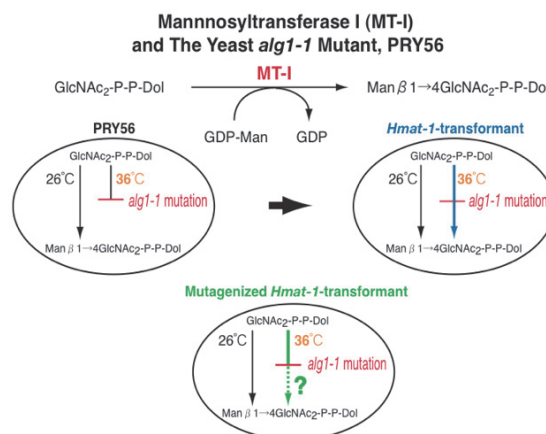 Mannnosyltransferase I (MT-I)
and The Yeast alg1-1 Mutant, PRY56
MT-I
GlcNAc2-P-P-Dol
Man β 1→4GlcNAc2-P-P-Dol
GDP-Man
GDP
PRY56
GlcNAc2-P-P-Dol
26°C
36°C
alg1-1 mutation
Man β 1→4GlcNAc2-P-P-Dol
Hmat-1-transformant
GlcNAc2-P-P-Dol
26°C
36°C
alg1-1 mutation
Man β 1→4GlcNAc2-P-P-Dol
Mutagenized Hmat-1-transformant
GlcNAc2-P-P-Dol
26°C
36°C
alg1-1 mutation
?
Man β 1→4GlcNAc2-P-P-Dol